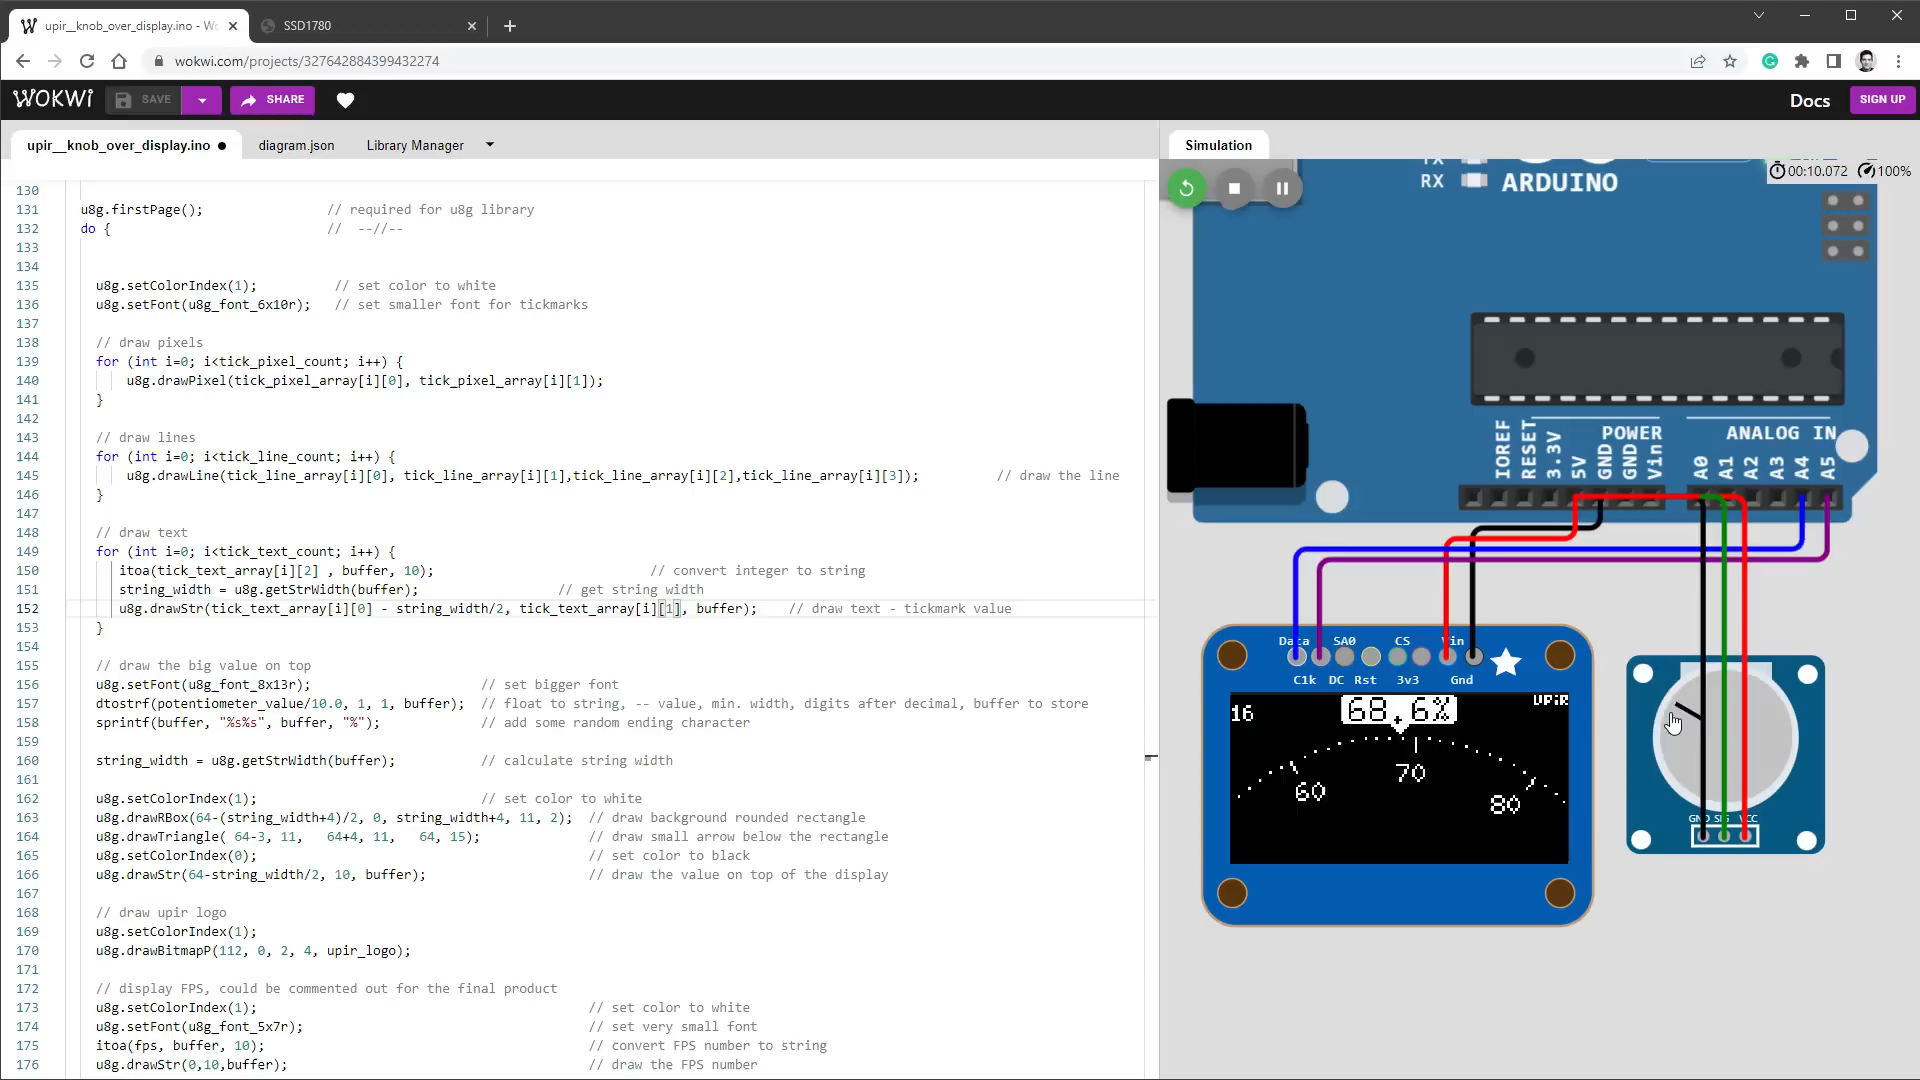 upir__knob_over_display.ino - Wo
SSD1780
wokwi.com/projects/327642884399432274
WOKWI
SAVE
SHARE
Docs
SIGN UP
upir__knob_over_display.ino
diagram.json
Library Manager
Simulation
130
131 u8g.firstPage(); // required for u8g library
132 do { // --//--
133
134
135 u8g.setColorIndex(1); // set color to white
136 u8g.setFont(u8g_font_6x10r); // set smaller font for tickmarks
137
138 // draw pixels
139 for (int i=0; i<tick_pixel_count; i++) {
140 u8g.drawPixel(tick_pixel_array[i][0], tick_pixel_array[i][1]);
141 }
142
143 // draw lines
144 for (int i=0; i<tick_line_count; i++) {
145 u8g.drawLine(tick_line_array[i][0], tick_line_array[i][1],tick_line_array[i][2],tick_line_array[i][3]); // draw the line
146 }
147
148 // draw text
149 for (int i=0; i<tick_text_count; i++) {
150 itoa(tick_text_array[i][2] , buffer, 10); // convert integer to string
151 string_width = u8g.getStrWidth(buffer); // get string width
152 u8g.drawStr(tick_text_array[i][0] - string_width/2, tick_text_array[i][1], buffer); // draw text - tickmark value
153 }
154
155 // draw the big value on top
156 u8g.setFont(u8g_font_8x13r); // set bigger font
157 dtostrf(potentiometer_value/10.0, 1, 1, buffer); // float to string, -- value, min. width, digits after decimal, buffer to store
158 sprintf(buffer, "%s%s", buffer, "%"); // add some random ending character
159
160 string_width = u8g.getStrWidth(buffer); // calculate string width
161
162 u8g.setColorIndex(1); // set color to white
163 u8g.drawRBox(64-(string_width+4)/2, 0, string_width+4, 11, 2); // draw background rounded rectangle
164 u8g.drawTriangle( 64-3, 11, 64+4, 11, 64, 15); // draw small arrow below the rectangle
165 u8g.setColorIndex(0); // set color to black
166 u8g.drawStr(64-string_width/2, 10, buffer); // draw the value on top of the display
167
168 // draw upir logo
169 u8g.setColorIndex(1);
170 u8g.drawBitmapP(112, 0, 2, 4, upir_logo);
171
172 // display FPS, could be commented out for the final product
173 u8g.setColorIndex(1); // set color to white
174 u8g.setFont(u8g_font_5x7r); // set very small font
175 itoa(fps, buffer, 10); // convert FPS number to string
176 u8g.drawStr(0,10,buffer); // draw the FPS number
00:10.072 100%
RX ARDUINO
POWER
ANALOG IN
IOREF
RESET
3.3V
5V
GND
GND
Vin
A0
A1
A2
A3
A4
A5
Data SA0 CS Vin
Clk DC Rst 3v3 Gnd
16
68.6%
UPiR
60
70
80
GND SIG VCC